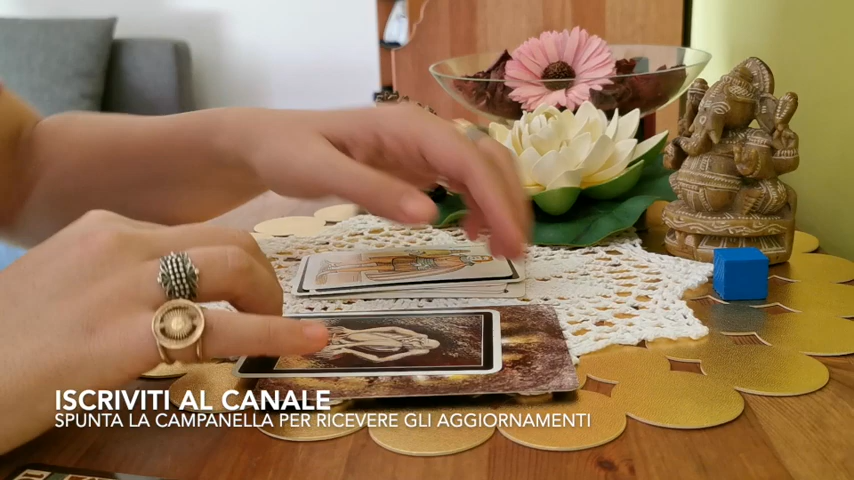 ISCRIVITI AL CANALE
SPUNTA LA CAMPANELLA PER RICEVERE GLI AGGIORNAMENTI